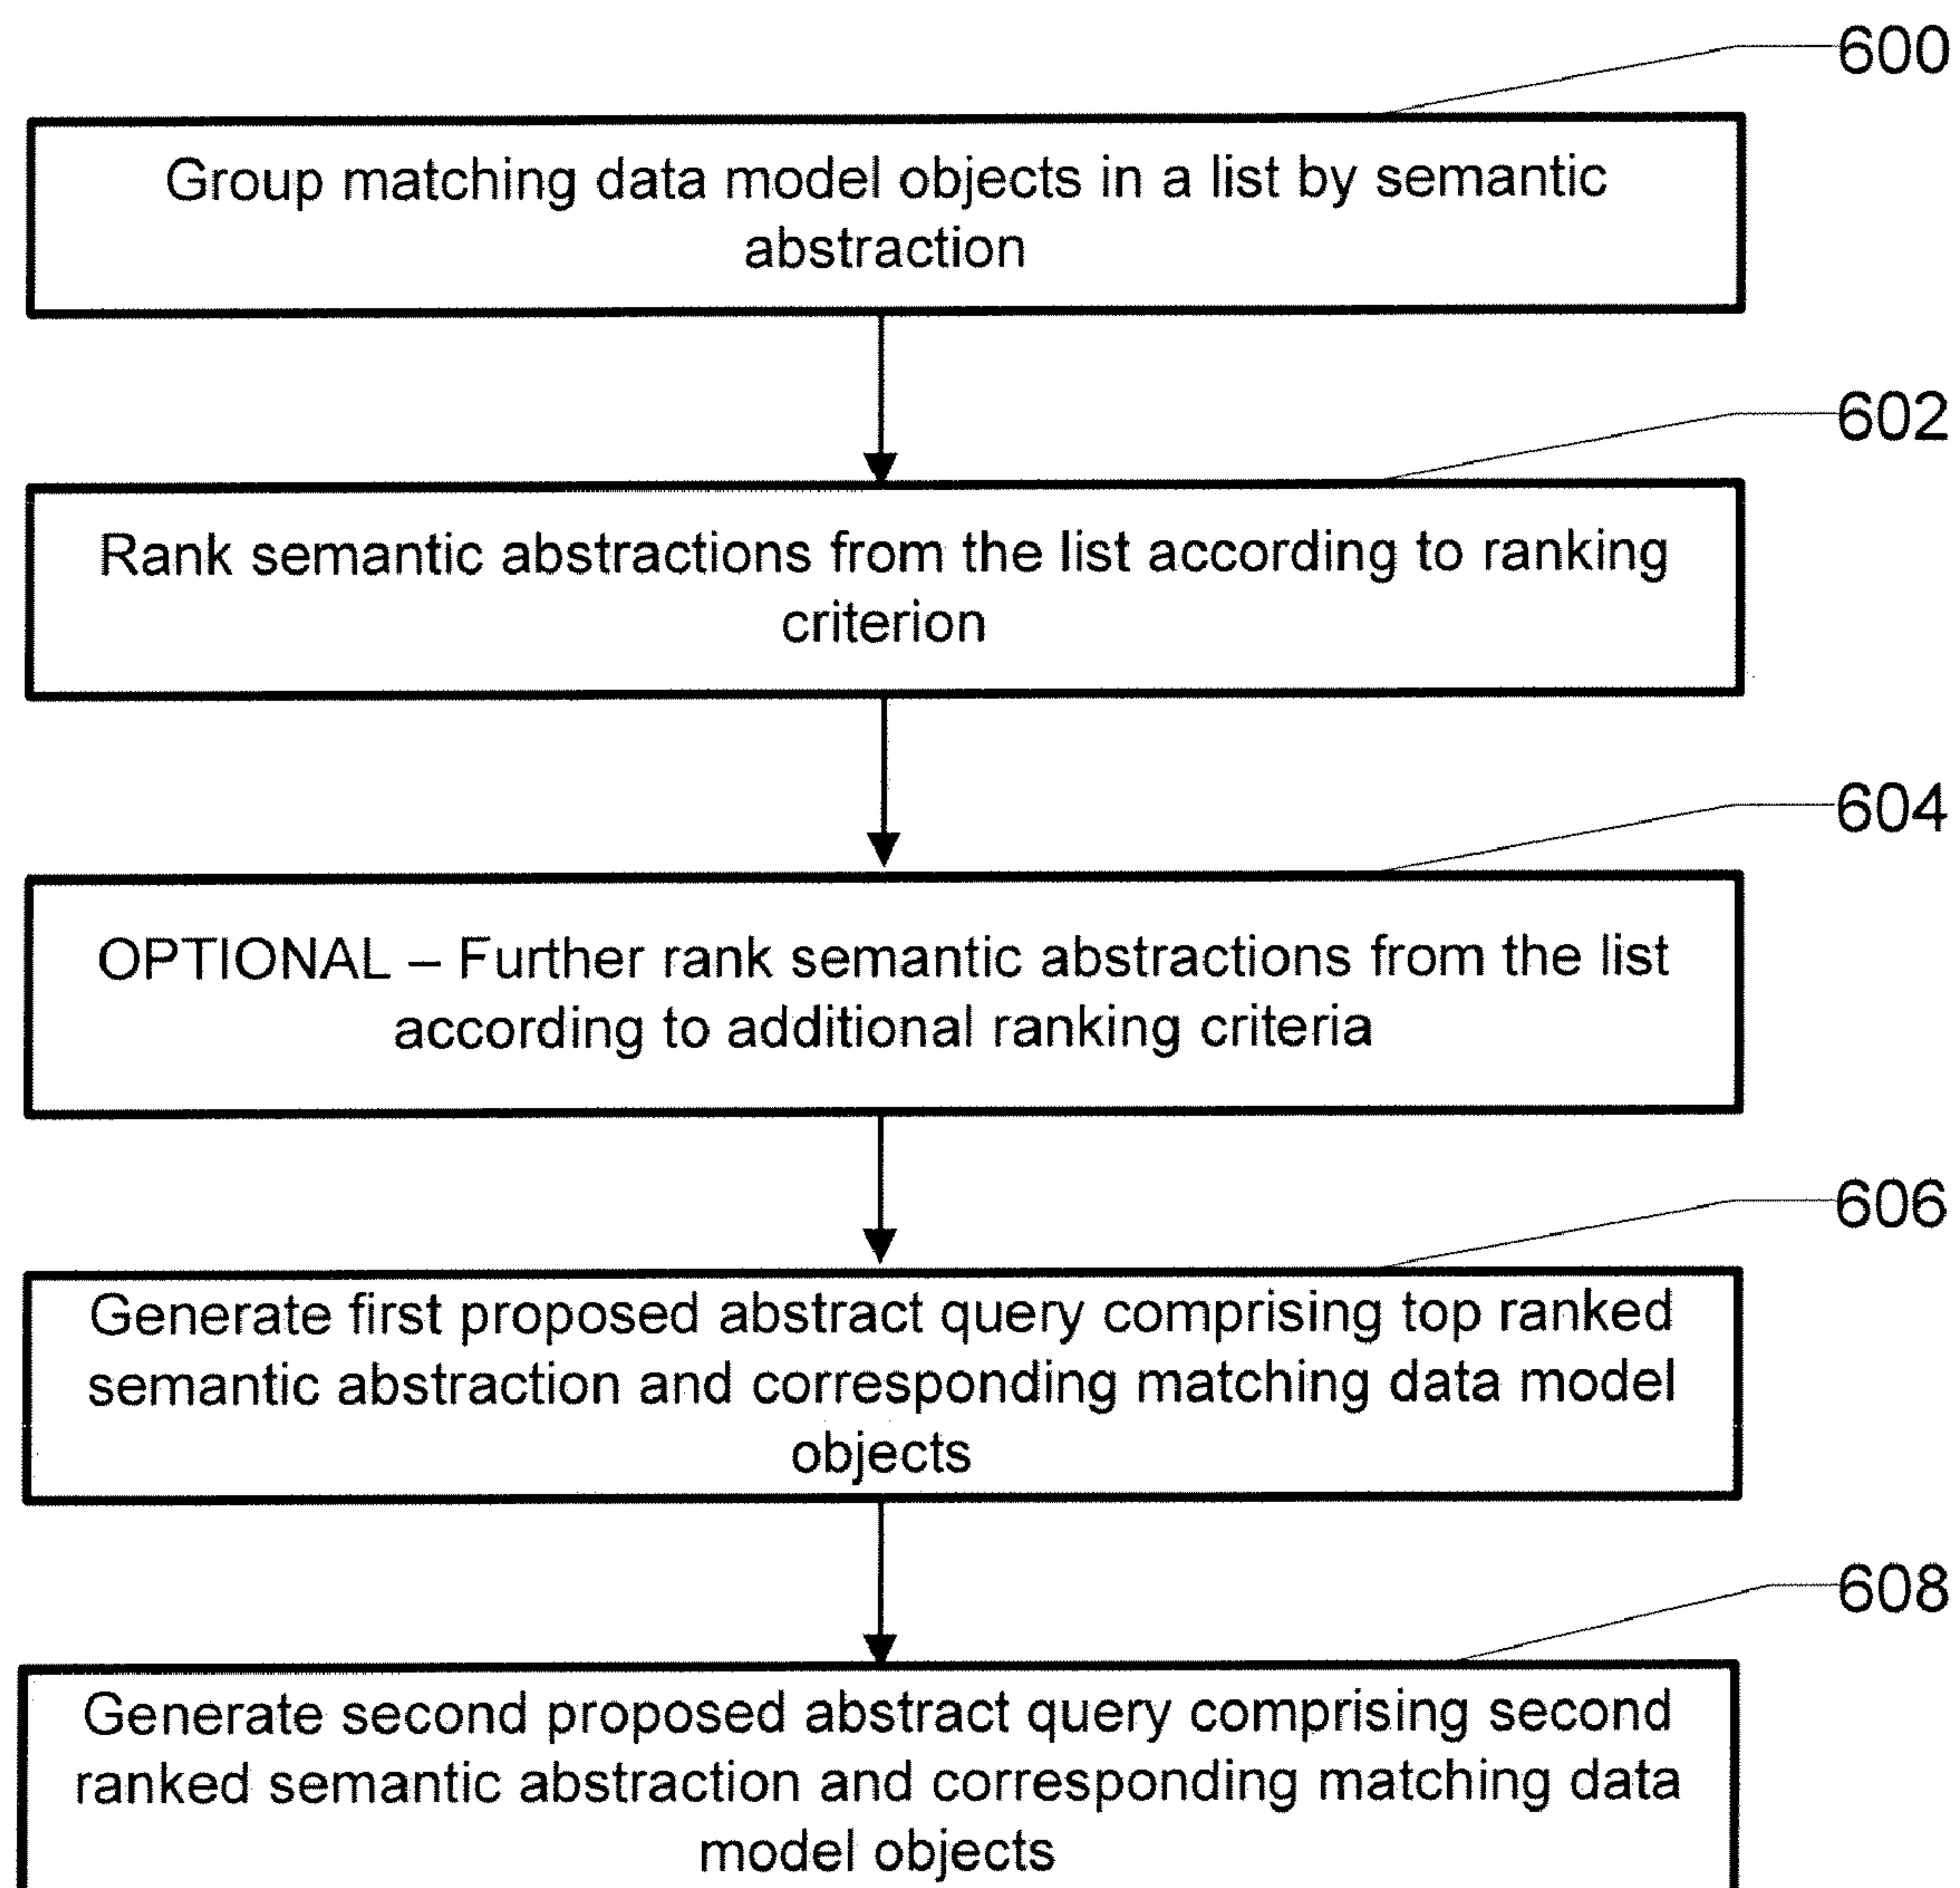 600
Group matching data model objects in a list by semantic
abstraction
602
Rank semantic abstractions from the list according to ranking
criterion
604
OPTIONAL – Further rank semantic abstractions from the list
according to additional ranking criteria
606
Generate first proposed abstract query comprising top ranked
semantic abstraction and corresponding matching data model
objects
608
Generate second proposed abstract query comprising second
ranked semantic abstraction and corresponding matching data
model objects